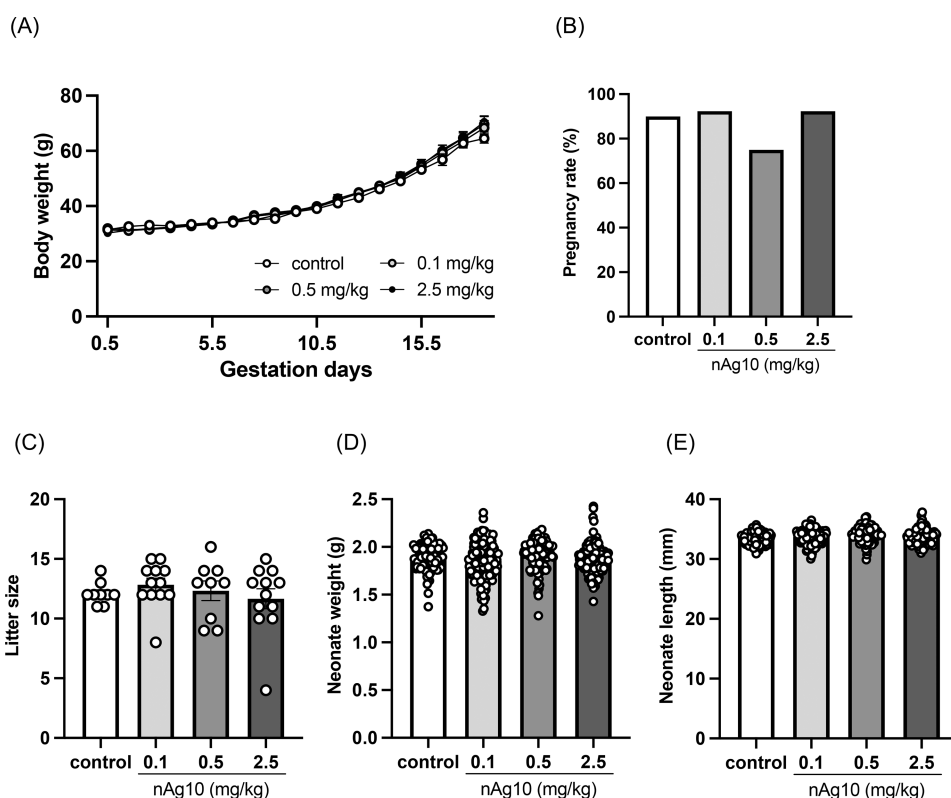 (A)
Body weight (g)
80
60
40
20
0
0.5
5.5
10.5
15.5
Gestation days
control
0.1 mg/kg
0.5 mg/kg
2.5 mg/kg
(B)
Pregnancy rate (%)
100
80
60
40
20
0
control
0.1
0.5
2.5
nAg10 (mg/kg)
(C)
Litter size
20
15
10
5
0
control
0.1
0.5
2.5
nAg10 (mg/kg)
(D)
Neonate weight (g)
2.5
2.0
1.5
1.0
0.5
0.0
control
0.1
0.5
2.5
nAg10 (mg/kg)
(E)
Neonate length (mm)
40
30
20
10
0
control
0.1
0.5
2.5
nAg10 (mg/kg)